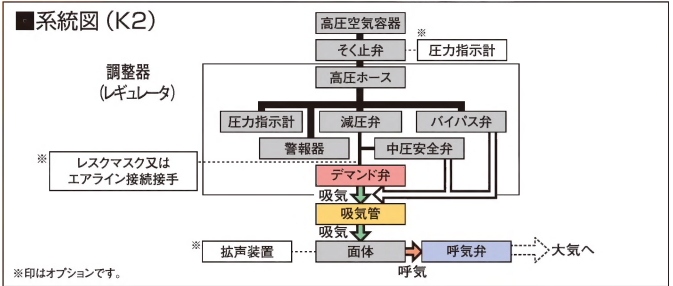 ■系統図(K2)
高圧空気容器
※
そく止弁
圧力指示計
調整器
(レギュレータ)
高圧ホース
圧力指示計
減圧弁
バイパス弁
警報器
中圧安全弁
※
レスクマスク又は
エアライン接続接手
デマンド弁
吸気
吸気管
吸気
※
拡声装置
面体
呼気弁
大気へ
呼気
※印はオプションです。